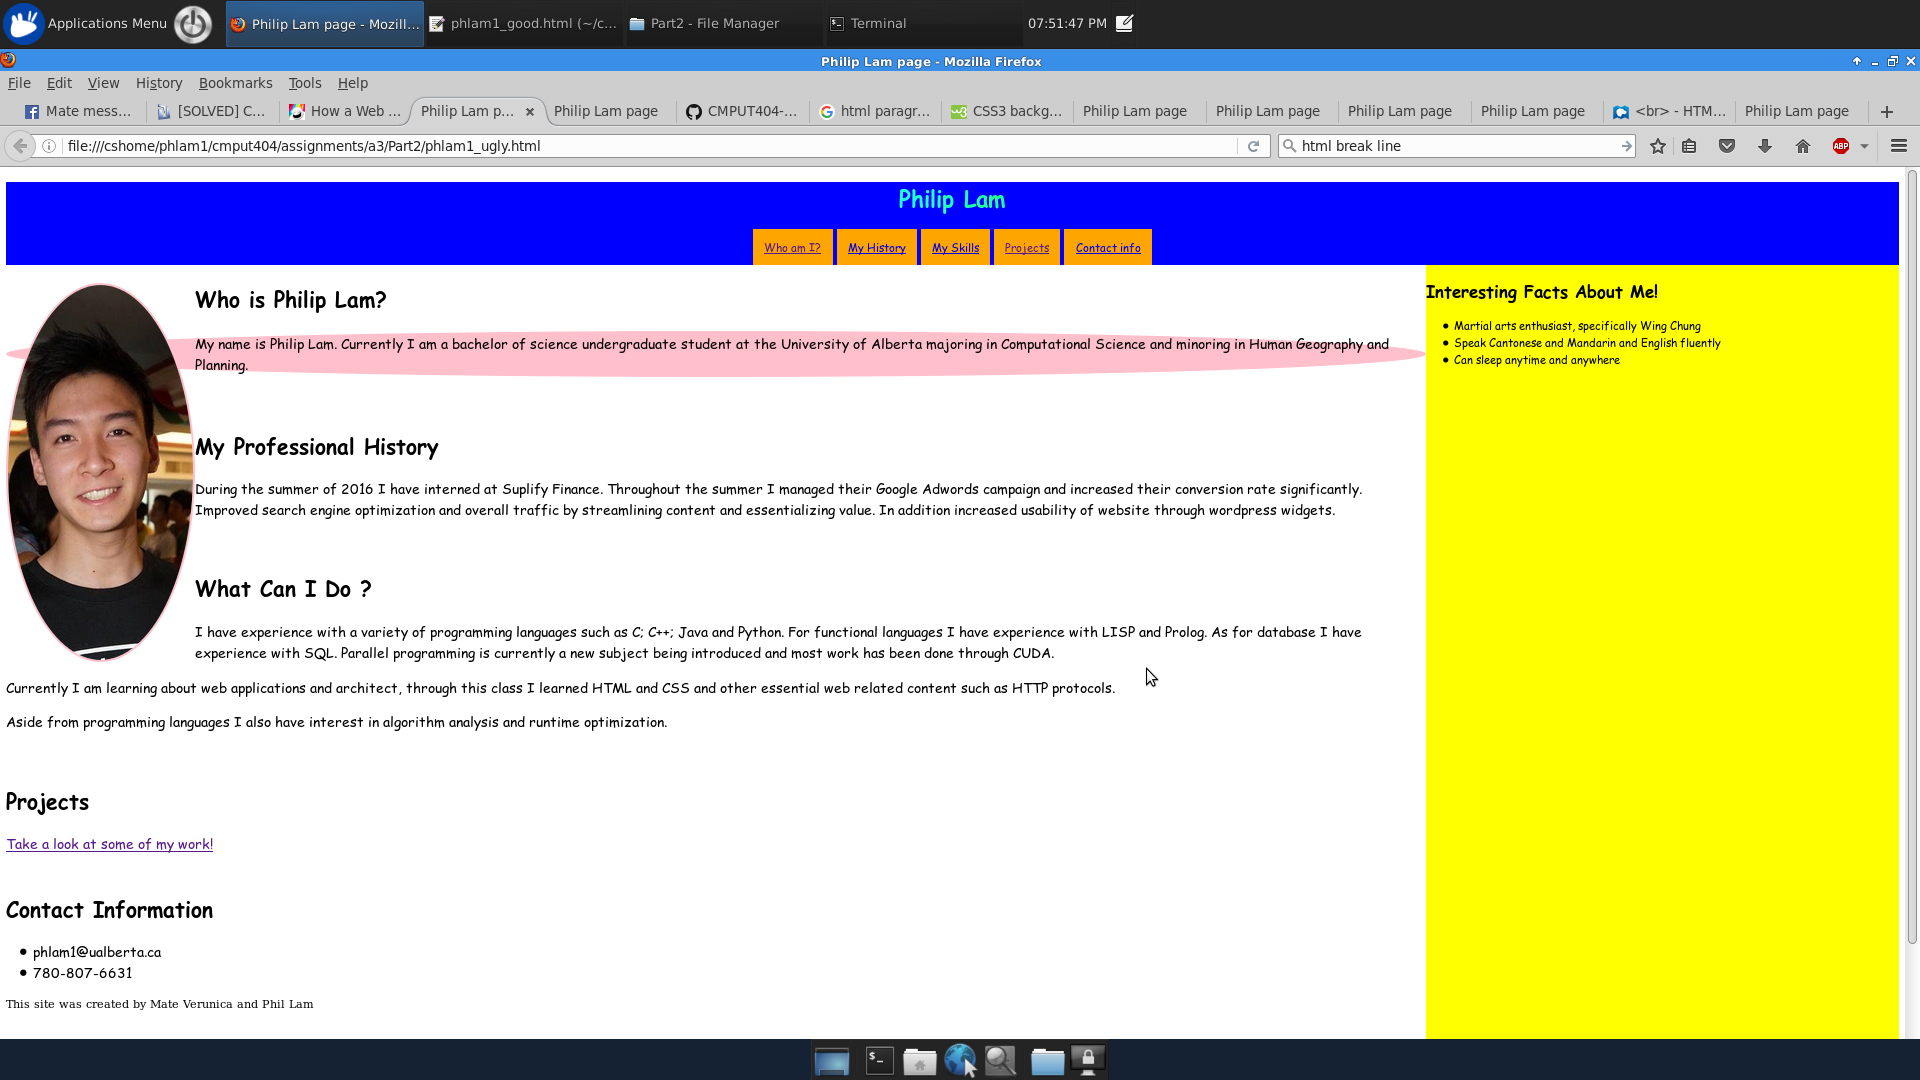 Applications Menu
Philip Lam page - Mozill...
phlam1_good.html (~/c...
Part2 - File Manager
Terminal
07:51:47 PM
Philip Lam page - Mozilla Firefox
File Edit View History Bookmarks Tools Help
Mate mess...
[SOLVED] C...
How a Web ...
Philip Lam p...
Philip Lam page
CMPUT404-...
html paragr...
CSS3 backg...
Philip Lam page
Philip Lam page
Philip Lam page
Philip Lam page
<br> - HTM...
Philip Lam page
file:///cshome/phlam1/cmput404/assignments/a3/Part2/phlam1_ugly.html
html break line
ABP
Philip Lam
Who am I? My History My Skills Projects Contact info
Who is Philip Lam?
My name is Philip Lam. Currently I am a bachelor of science undergraduate student at the University of Alberta majoring in Computational Science and minoring in Human Geography and
Planning.
My Professional History
During the summer of 2016 I have interned at Suplify Finance. Throughout the summer I managed their Google Adwords campaign and increased their conversion rate significantly.
Improved search engine optimization and overall traffic by streamlining content and essentializing value. In addition increased usability of website through wordpress widgets.
What Can I Do ?
I have experience with a variety of programming languages such as C; C++; Java and Python. For functional languages I have experience with LISP and Prolog. As for database I have
experience with SQL. Parallel programming is currently a new subject being introduced and most work has been done through CUDA.
Currently I am learning about web applications and architect, through this class I learned HTML and CSS and other essential web related content such as HTTP protocols.
Aside from programming languages I also have interest in algorithm analysis and runtime optimization.
Projects
Take a look at some of my work!
Contact Information
phlam1@ualberta.ca
780-807-6631
This site was created by Mate Verunica and Phil Lam
Interesting Facts About Me!
Martial arts enthusiast, specifically Wing Chung
Speak Cantonese and Mandarin and English fluently
Can sleep anytime and anywhere